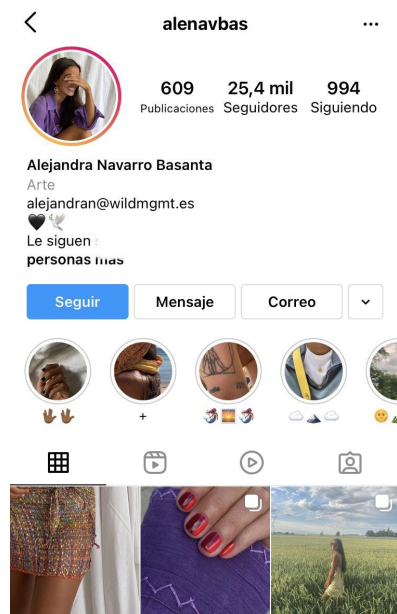 alenavbas
609 25,4 mil 994
Publicaciones Seguidores Siguiendo
Alejandra Navarro Basanta
Arte
alejandran@wildmgmt.es
🖤🕊️
Le siguen
personas más
Seguir Mensaje Correo
+